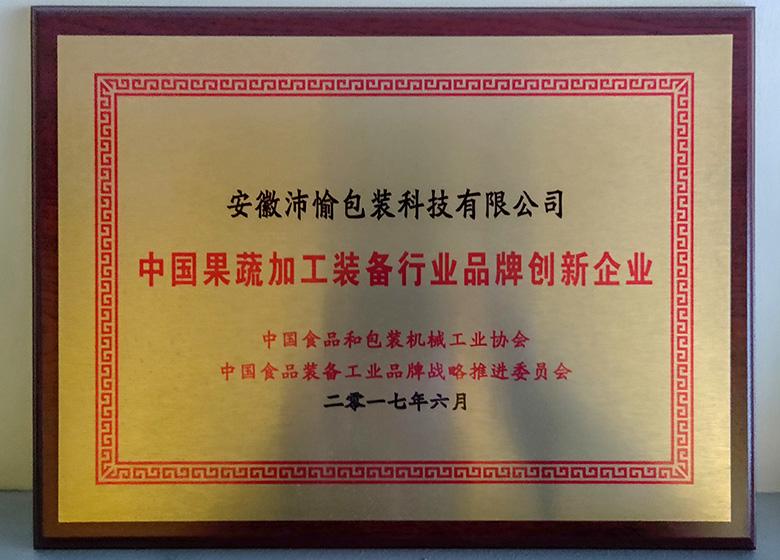 安徽沛愉包装科技有限公司
中国果蔬加工装备行业品牌创新企业
中国食品和包装机械工业协会
中国食品装备工业品牌战略推进委员会
二零一七年六月